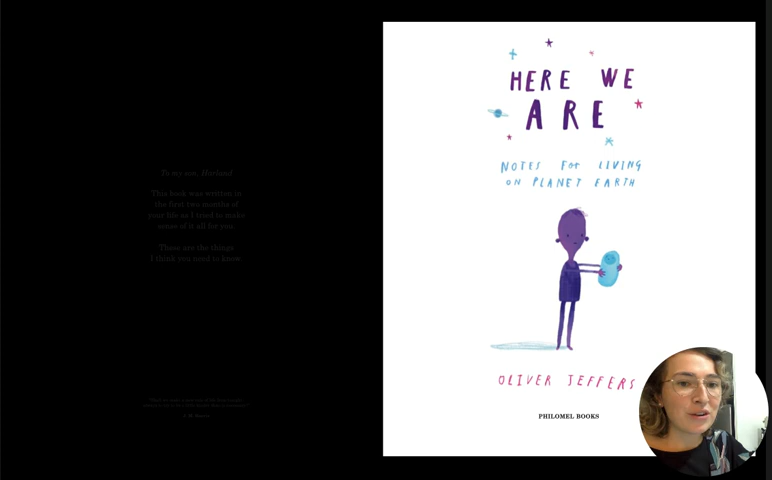 To my son, Harland
This book was written in
the first two months of
your life as I tried to make
sense of it all for you.
These are the things
I think you need to know.
HERE WE
ARE
NOTES FOR LIVING
ON PLANET EARTH
OLIVER JEFFERS
PHILOMEL BOOKS